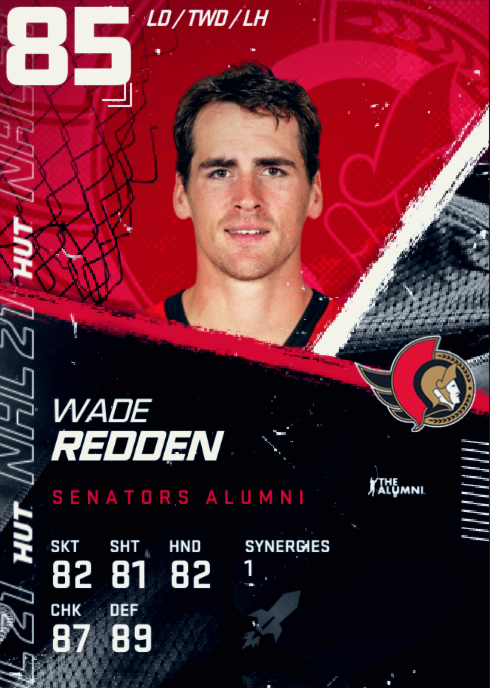 85
LD / TWD / LH
HUT NHL 21 HUT NHL 21
WADE
REDDEN
SENATORS ALUMNI
THE
ALUMNI
SKT SHT HND SYNERGIES
82 81 82 1
CHK DEF
87 89